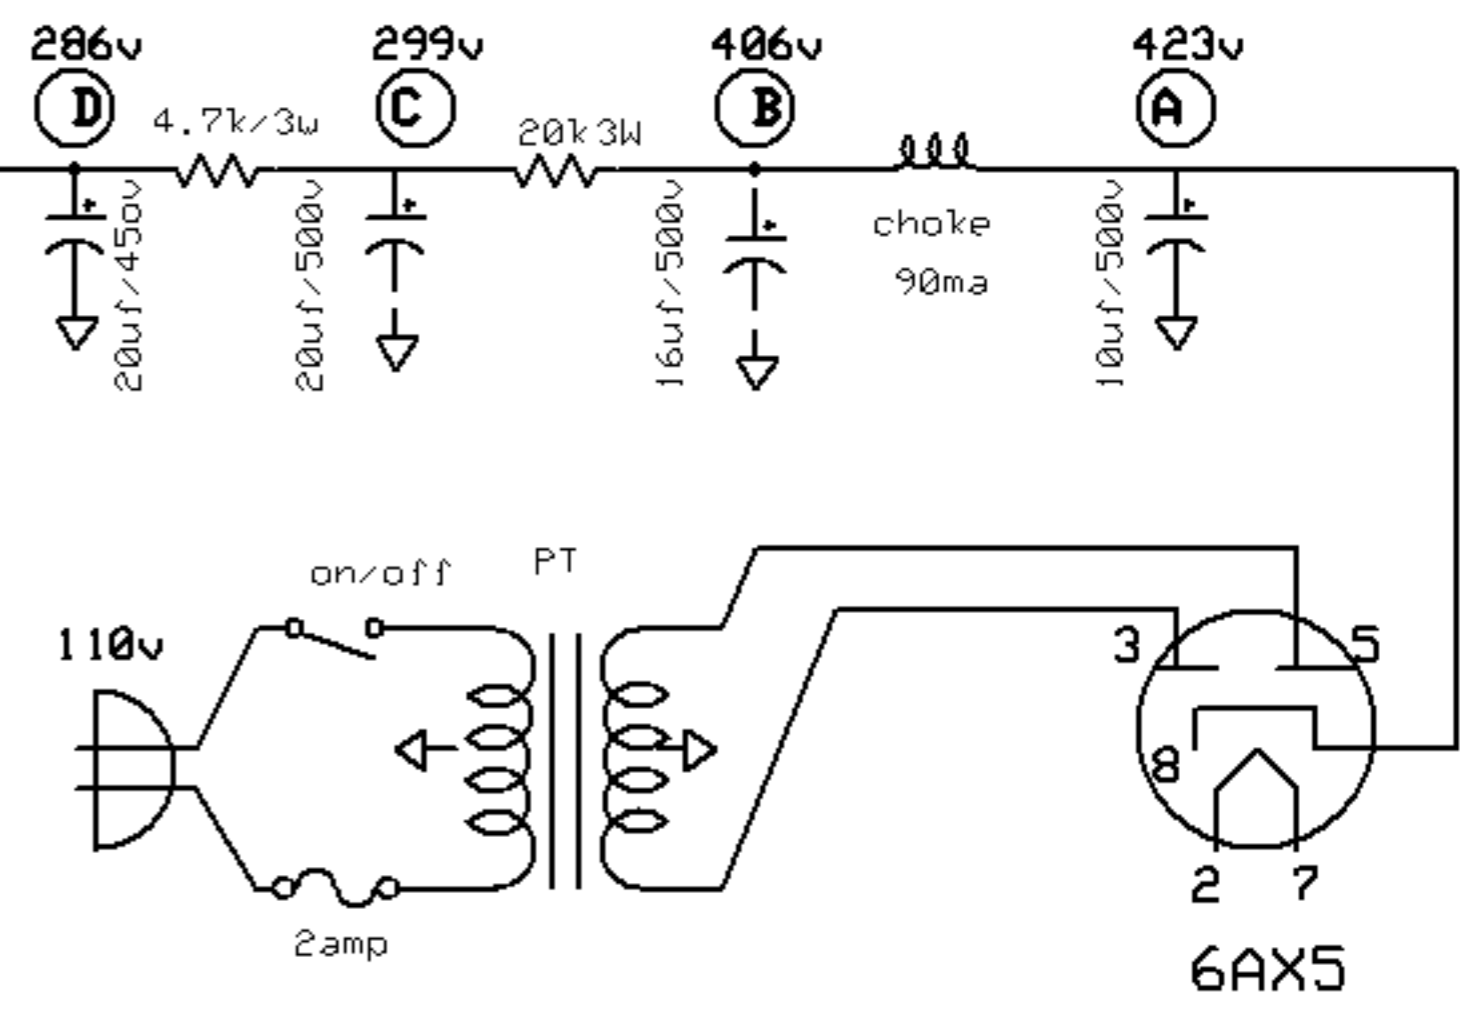 286v 299v 406v 423v
D C B A
4.7k/3w 20k3W
20uf/45ov 20uf/500v 16uf/500v 10uf/500v
choke
90ma
on/off PT
110v 3 5
8
2 7
2amp
6AX5